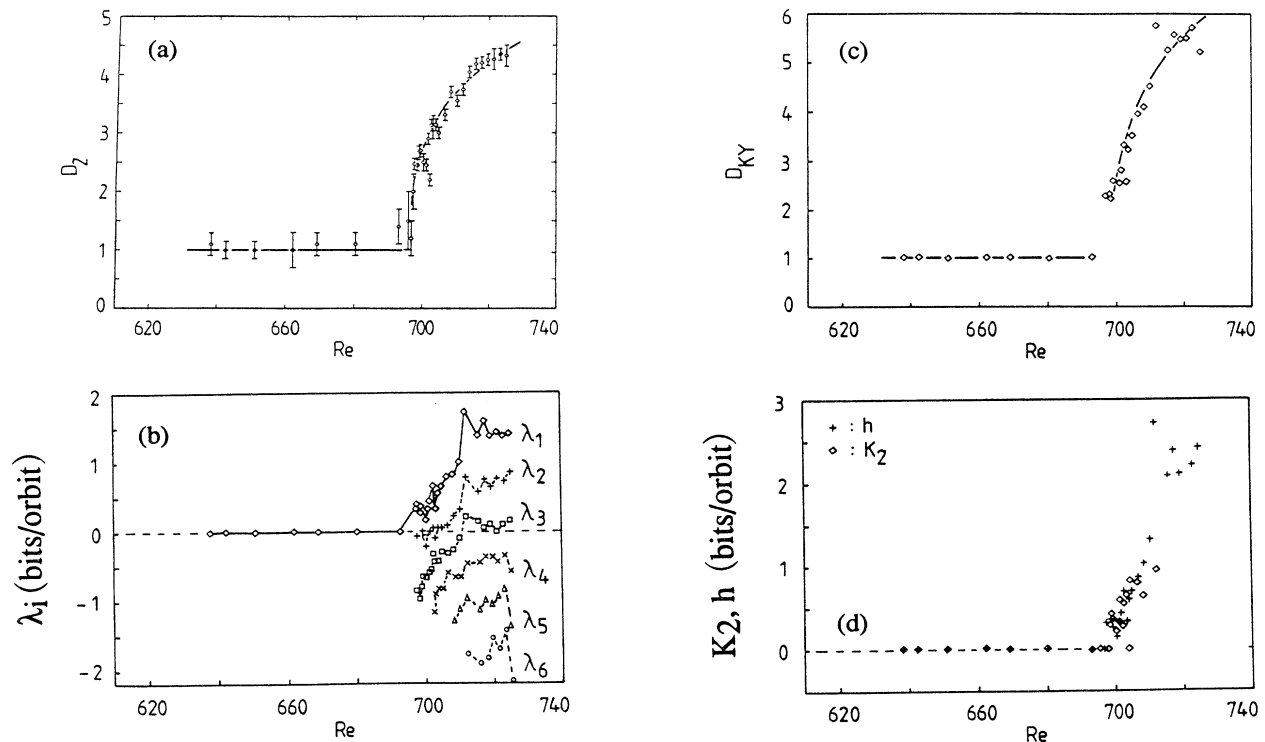 5
4
3
2
1
0
D2
(a)
620
660
700
740
Re
6
5
4
3
2
1
0
DKY
(c)
620
660
700
740
Re
2
1
0
-1
-2
λi (bits/orbit)
(b)
λ1
λ2
λ3
λ4
λ5
λ6
620
660
700
740
Re
3
2
1
0
K2, h (bits/orbit)
+ : h
◇ : K2
(d)
620
660
700
740
Re